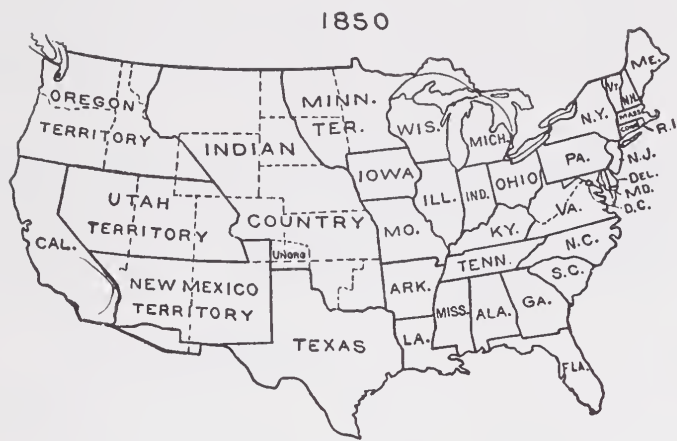 1850
OREGON
TERRITORY
MINN.
TER.
INDIAN
COUNTRY
UTAH
TERRITORY
CAL.
NEW MEXICO
TERRITORY
UNORG
TEXAS
WIS.
MICH.
IOWA
ILL.
IND.
OHIO
MO.
KY.
VA.
TENN.
N.C.
S.C.
ARK.
MISS.
ALA.
GA.
LA.
FLA.
PA.
N.Y.
VT.
N.H.
ME.
MASS.
CONN.
R.I.
N.J.
DEL.
MD.
D.C.